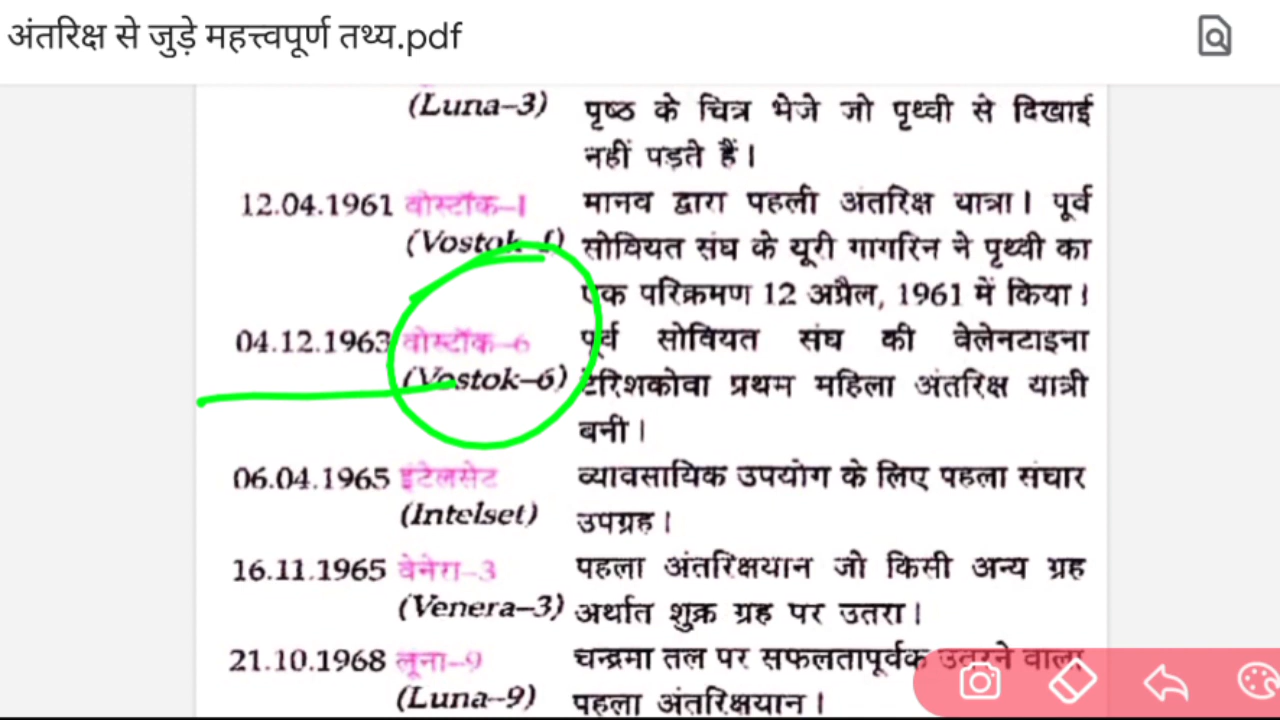 अंतरिक्ष से जुड़े महत्त्वपूर्ण तथ्य.pdf
(Luna–3) पृष्ठ के चित्र भेजे जो पृथ्वी से दिखाई
नहीं पड़ते हैं।
12.04.1961 वोस्टॉक–1 मानव द्वारा पहली अंतरिक्ष यात्रा। पूर्व
(Vostok–1) सोवियत संघ के यूरी गागरिन ने पृथ्वी का
एक परिक्रमण 12 अप्रैल, 1961 में किया।
04.12.1963 वोस्टॉक–6 पूर्व सोवियत संघ की वेलेनटाइना
(Vostok–6) टेरिशकोवा प्रथम महिला अंतरिक्ष यात्री
बनी।
06.04.1965 इंटेलसेट व्यावसायिक उपयोग के लिए पहला संचार
(Intelset) उपग्रह।
16.11.1965 वेनेरा–3 पहला अंतरिक्षयान जो किसी अन्य ग्रह
(Venera–3) अर्थात शुक्र ग्रह पर उतरा।
21.10.1968 लूना–9 चन्द्रमा तल पर सफलतापूर्वक उतरने वाला
(Luna–9) पहला अंतरिक्षयान।